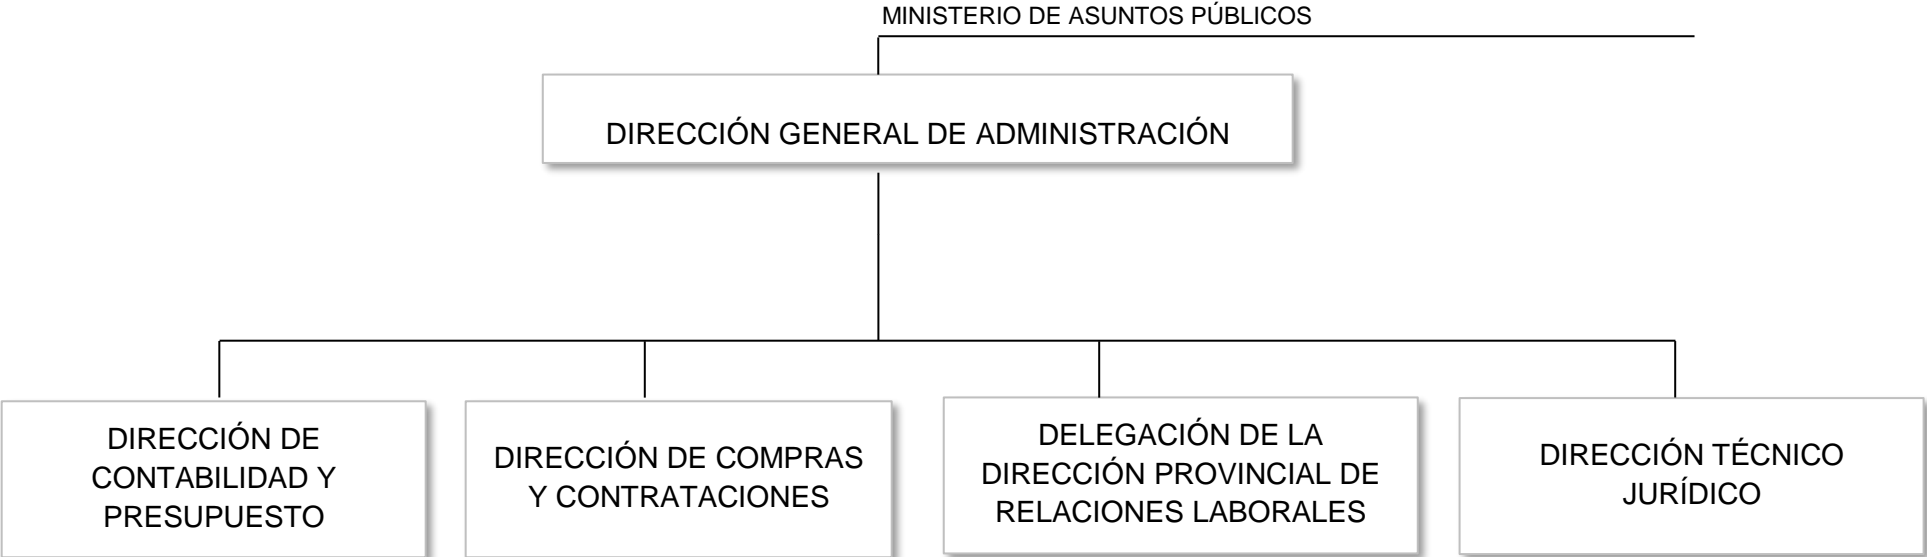 MINISTERIO DE ASUNTOS PÚBLICOS
DIRECCIÓN GENERAL DE ADMINISTRACIÓN
DIRECCIÓN DE
CONTABILIDAD Y
PRESUPUESTO
DIRECCIÓN DE COMPRAS
Y CONTRATACIONES
DELEGACIÓN DE LA
DIRECCIÓN PROVINCIAL DE
RELACIONES LABORALES
DIRECCIÓN TÉCNICO
JURÍDICO